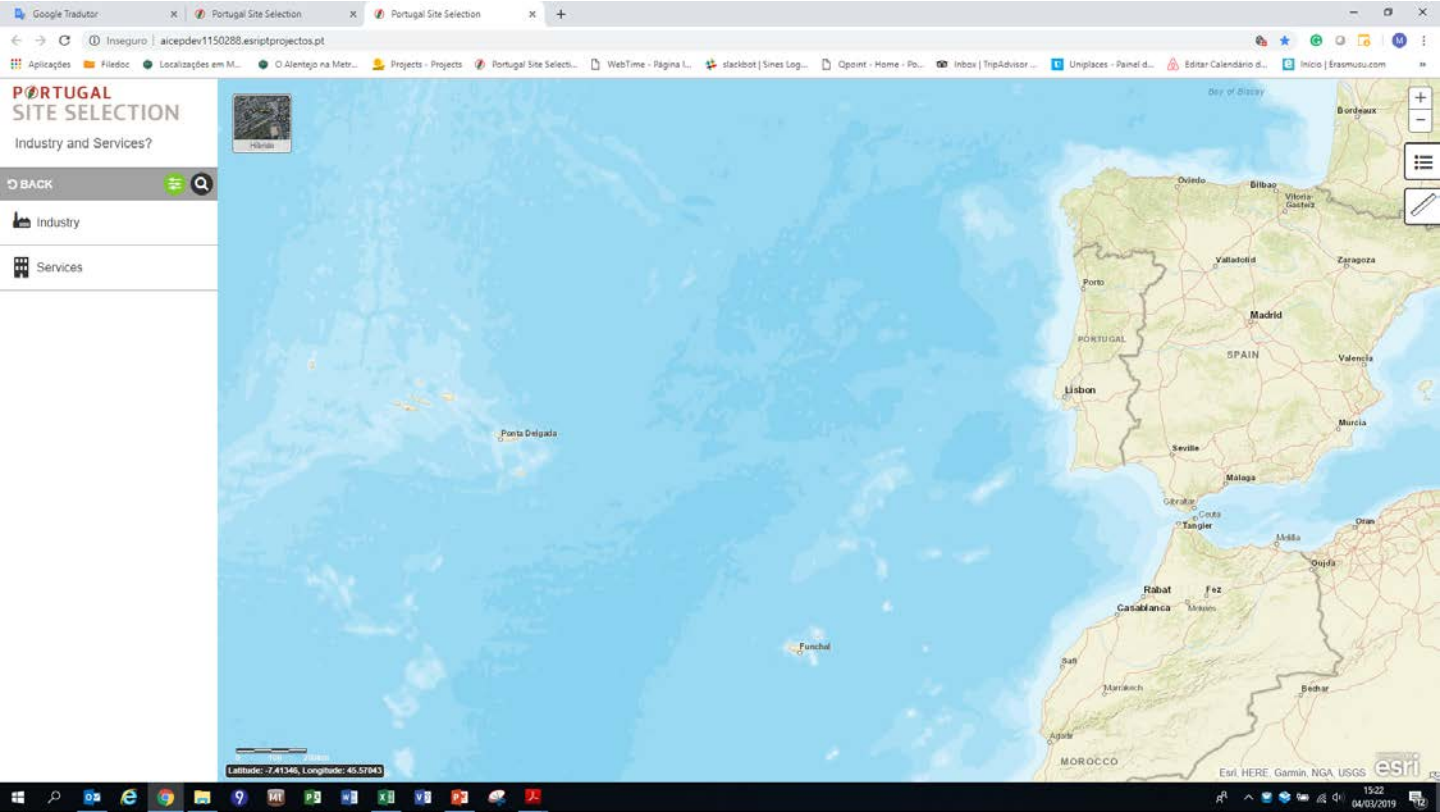 Google Tradutor
Portugal Site Selection
Portugal Site Selection
Inseguro | aicepdev1150288.esriptprojectos.pt
M
Aplicações
Filedoc
Localizações em M...
O Alentejo na Metr...
Projects - Projects
Portugal Site Selecti...
WebTime - Página I...
slackbot | Sines Log...
Qpoint - Home - Po...
Inbox | TripAdvisor ...
Uniplaces - Painel d...
Editar Calendário d...
Início | Erasmusu.com
»
PORTUGAL
SITE SELECTION
Industry and Services?
BACK
Industry
Services
Híbrido
Bay of Biscay
Bordeaux
Oviedo
Bilbao
Vitoria-
Gasteiz
Valladolid
Zaragoza
Porto
Madrid
PORTUGAL
SPAIN
Valencia
Lisbon
Murcia
Ponta Delgada
Seville
Málaga
Gibraltar
Ceuta
Tangier
Oran
Melilla
Oujda
Rabat
Fez
Casablanca
Meknes
Funchal
Safi
Marrakech
Bechar
Agadir
MOROCCO
Latitude: -7.41346, Longitude: 45.57043
Esri, HERE, Garmin, NGA, USGS
esri
15:22
04/03/2019